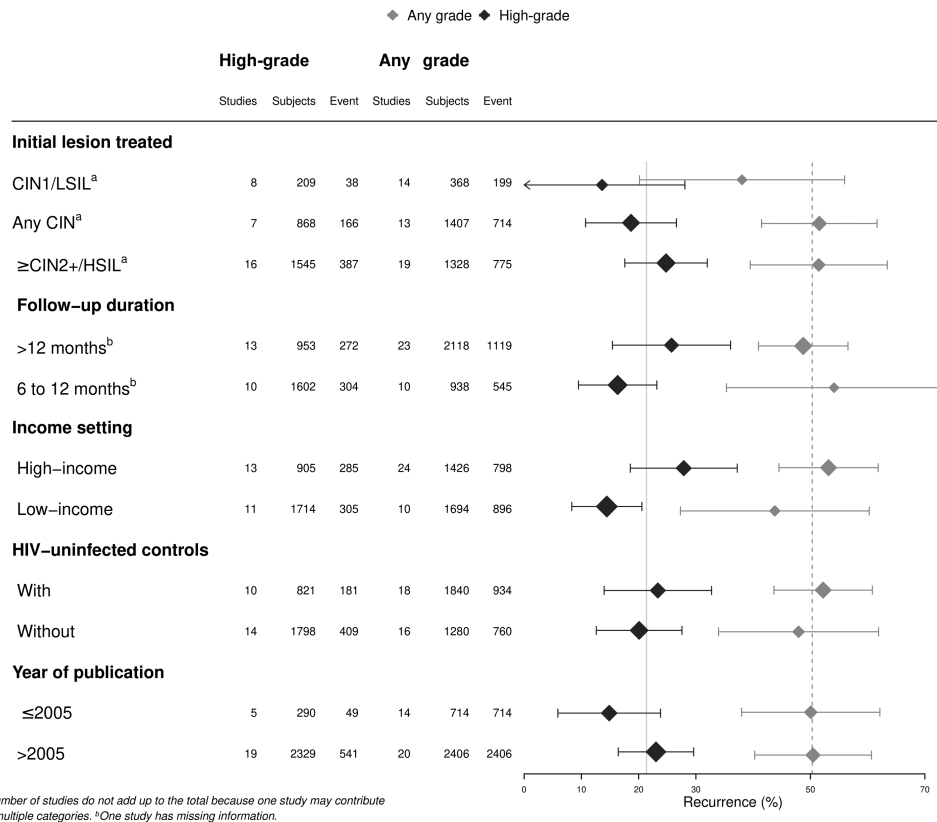 Any grade High-grade
High-grade Any grade
Studies Subjects Event Studies Subjects Event
Initial lesion treated
CIN1/LSILa 8 209 38 14 368 199
Any CINa 7 868 166 13 1407 714
≥CIN2+/HSILa 16 1545 387 19 1328 775
Follow−up duration
>12 monthsb 13 953 272 23 2118 1119
6 to 12 monthsb 10 1602 304 10 938 545
Income setting
High−income 13 905 285 24 1426 798
Low−income 11 1714 305 10 1694 896
HIV−uninfected controls
With 10 821 181 18 1840 934
Without 14 1798 409 16 1280 760
Year of publication
≤2005 5 290 49 14 714 714
>2005 19 2329 541 20 2406 2406
0 10 20 30 40 50 60 70
Recurrence (%)
of studies do not add up to the total because one study may contribute
categories. bOne study has missing information.